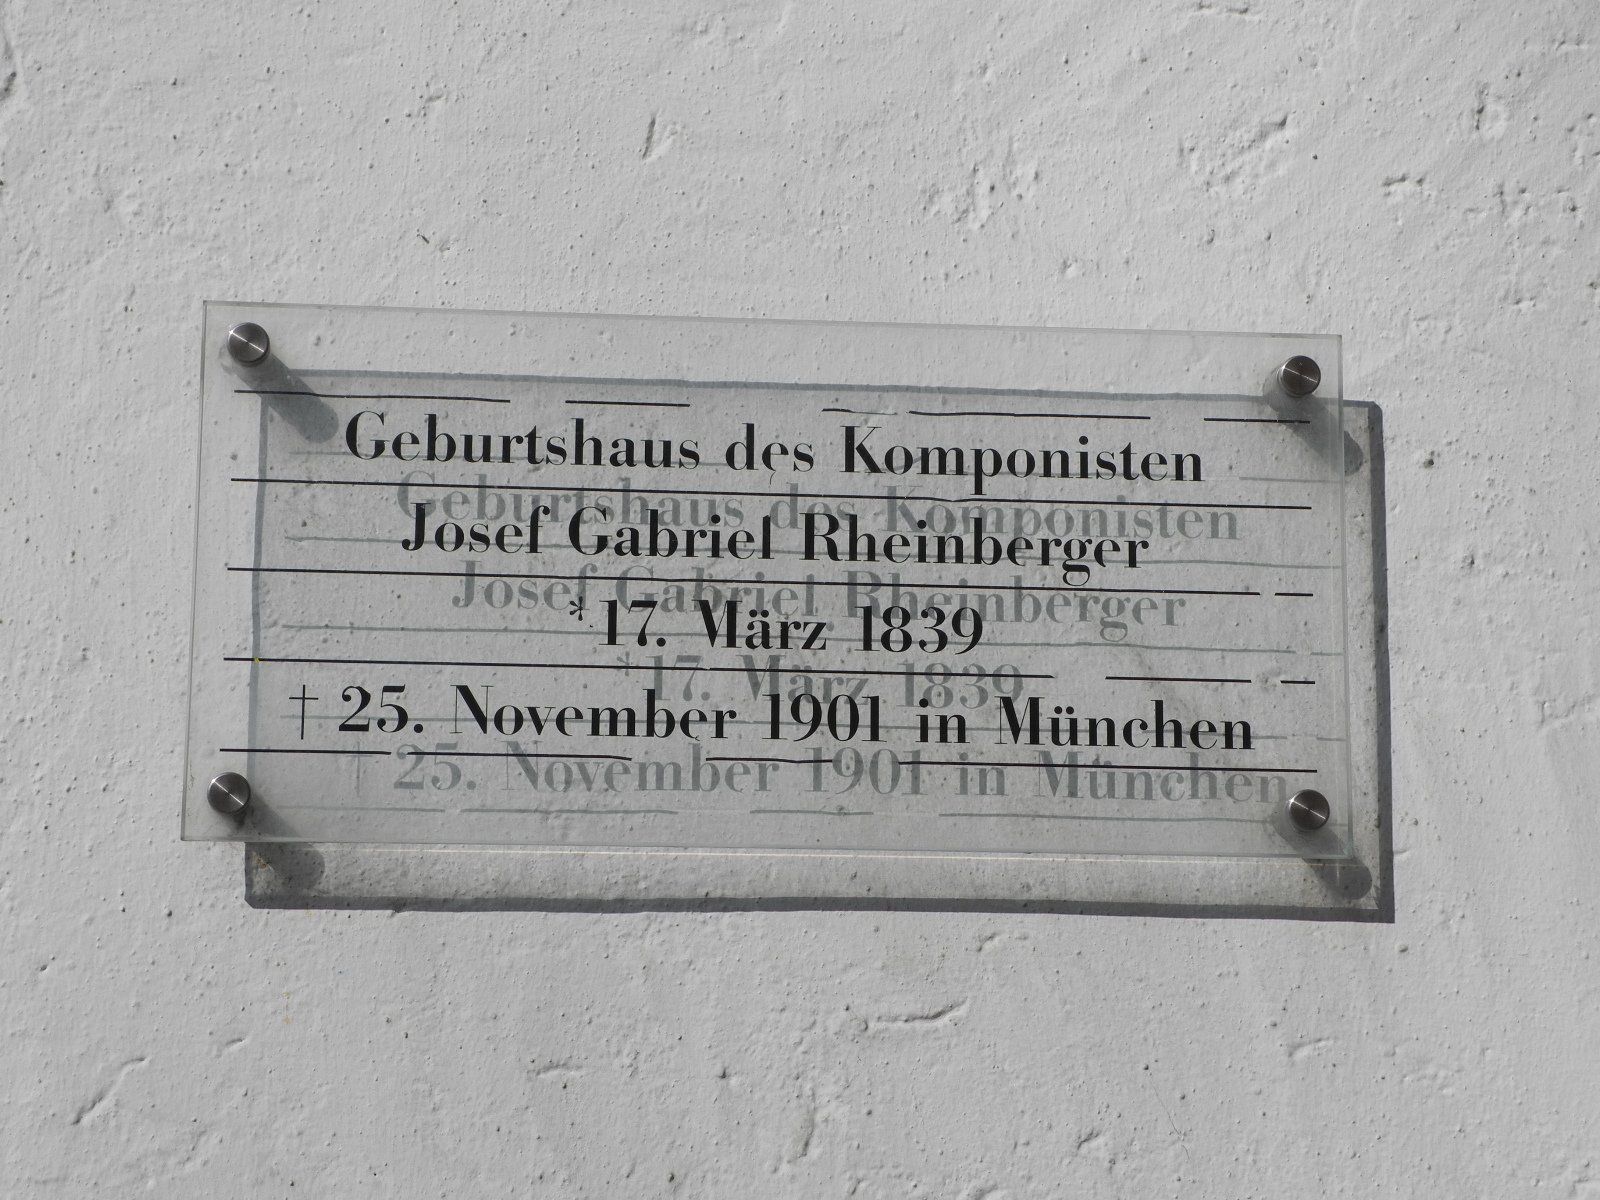 Geburtshaus des Komponisten
Josef Gabriel Rheinberger
* 17. März 1839
† 25. November 1901 in München